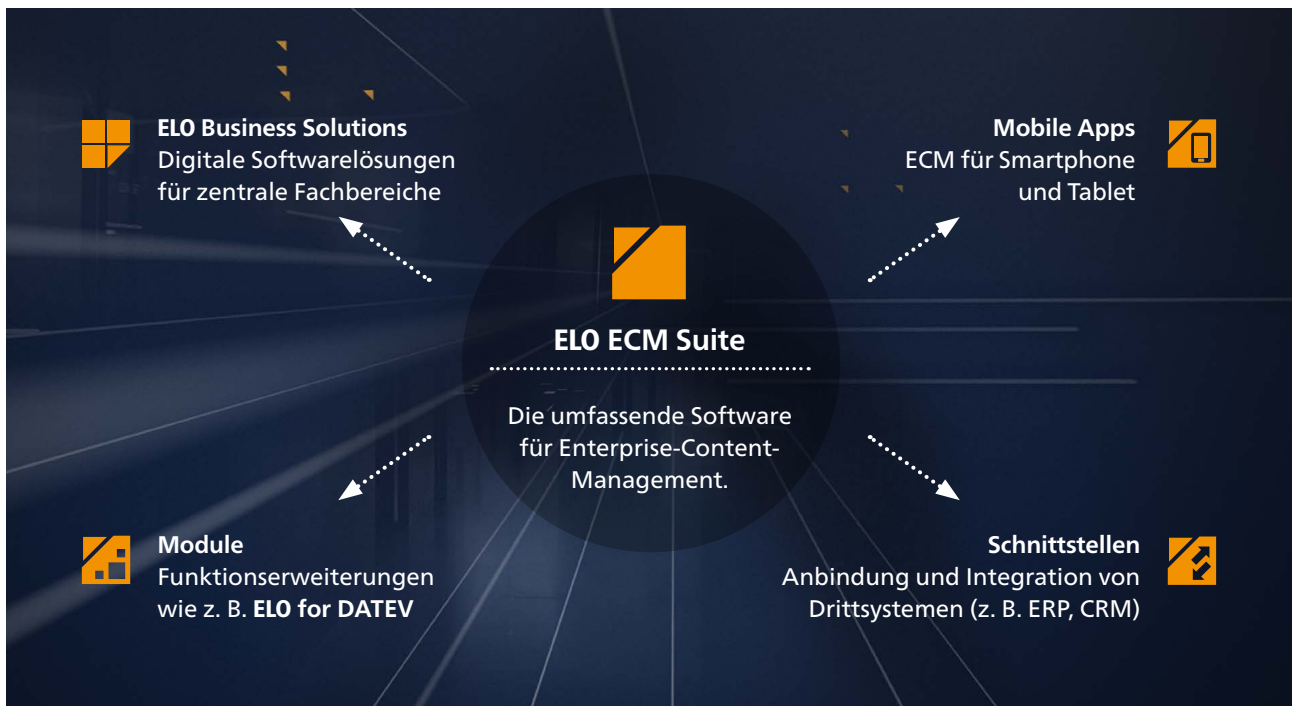 ELO Business Solutions
Digitale Softwarelösungen
für zentrale Fachbereiche
Mobile Apps
ECM für Smartphone
und Tablet
ELO ECM Suite
Die umfassende Software
für Enterprise-Content-
Management.
Module
Funktionserweiterungen
wie z. B. ELO for DATEV
Schnittstellen
Anbindung und Integration von
Drittsystemen (z. B. ERP, CRM)